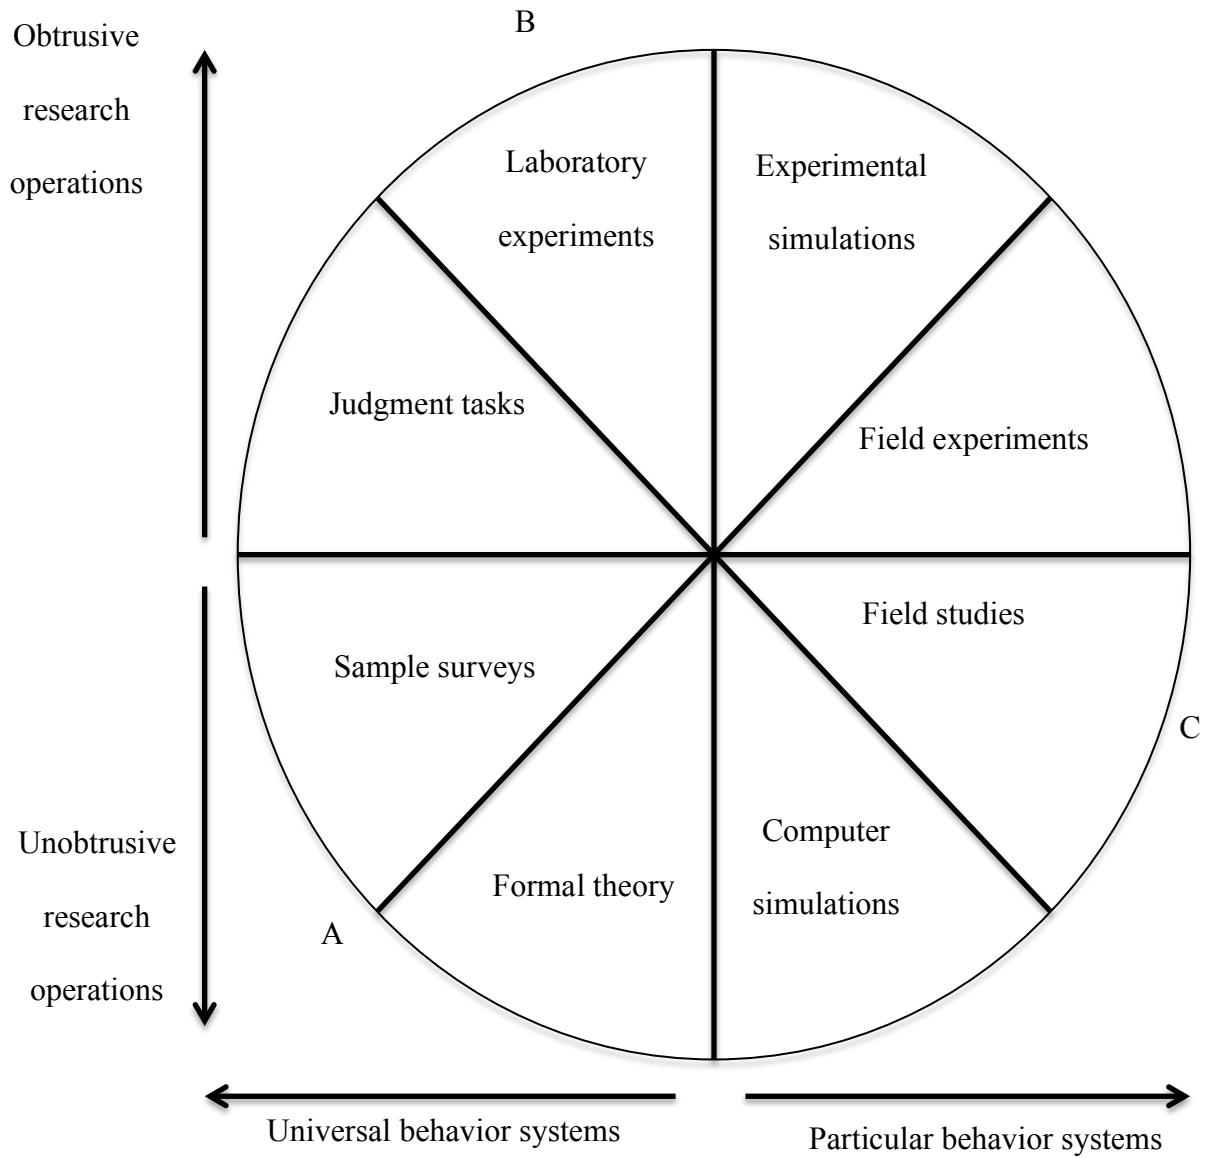 B
Obtrusive
research
operations
Laboratory
experiments
Experimental
simulations
Judgment tasks
Field experiments
Sample surveys
Field studies
C
Unobtrusive
research
operations
Formal theory
Computer
simulations
A
Universal behavior systems
Particular behavior systems